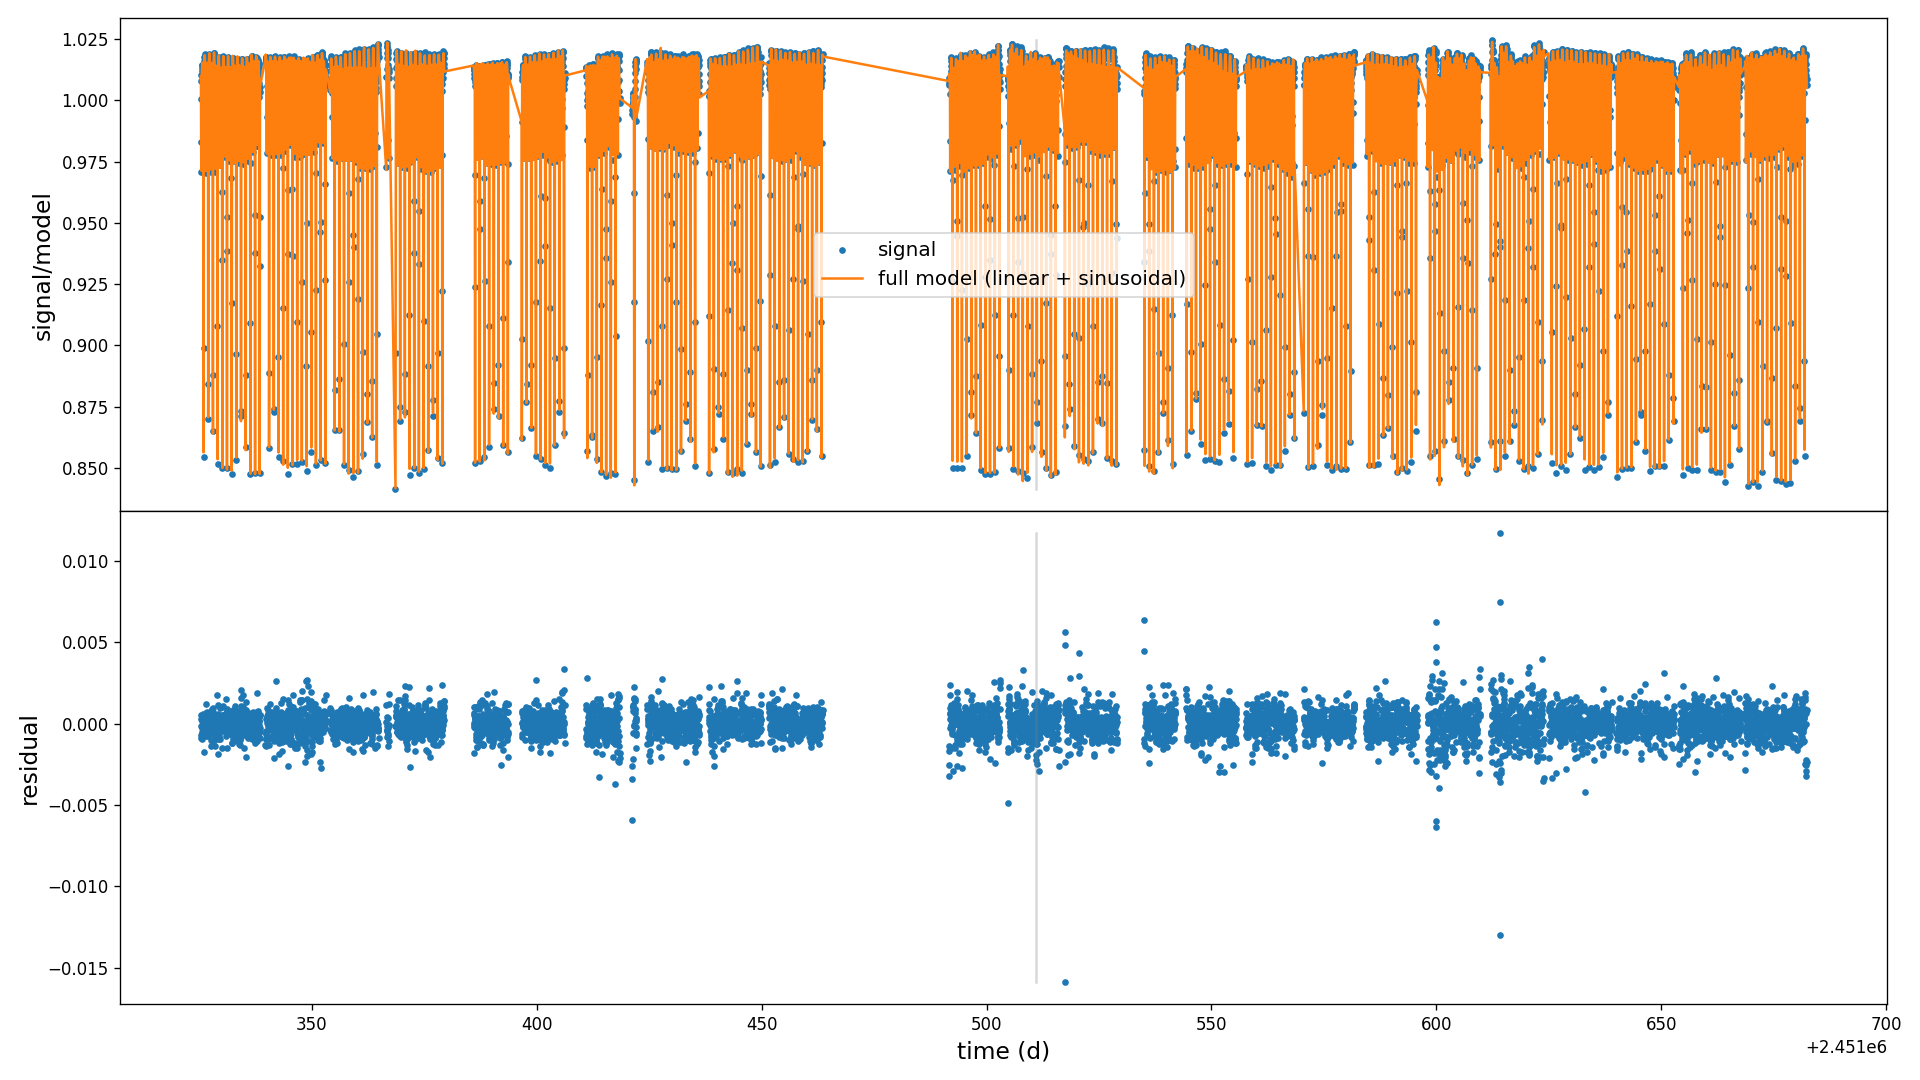 1.025
1.000
0.975
0.950
0.925
0.900
0.875
0.850
signal/model
signal
full model (linear + sinusoidal)
0.010
0.005
0.000
−0.005
−0.010
−0.015
residual
350 400 450 500 550 600 650 700
time (d)
+2.451e6